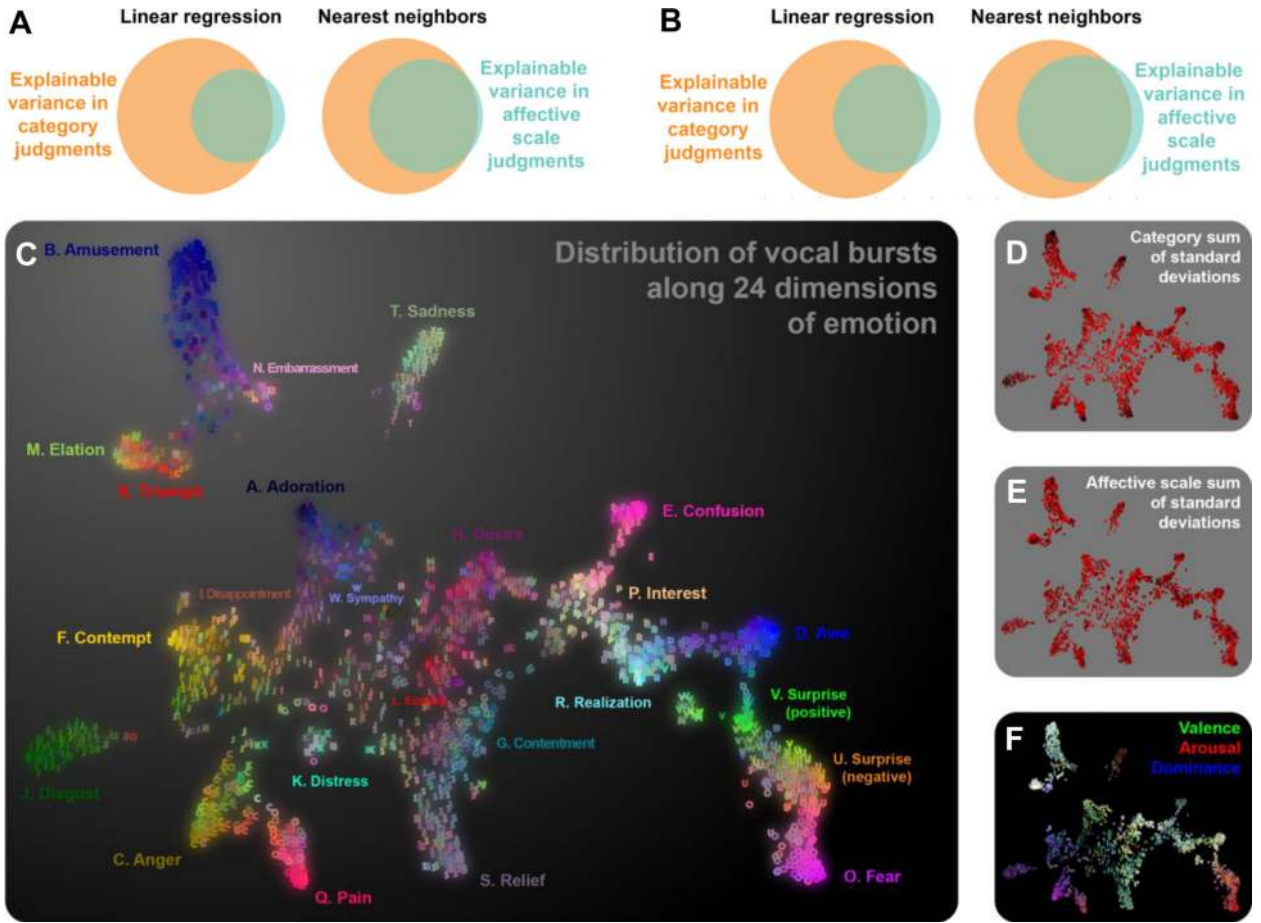 A
Linear regression
Nearest neighbors
Explainable
variance in
category
judgments
Explainable
variance in
affective
scale
judgments
B
Linear regression
Nearest neighbors
Explainable
variance in
category
judgments
Explainable
variance in
affective
scale
judgments
C
Distribution of vocal bursts
along 24 dimensions
of emotion
B. Amusement
T. Sadness
N. Embarrassment
M. Elation
Triumph
A. Adoration
E. Confusion
H. Desire
I. Disappointment
W. Sympathy
P. Interest
F. Contempt
D. Awe
L. Ecstasy
R. Realization
V. Surprise
(positive)
G. Contentment
K. Distress
U. Surprise
(negative)
J. Disgust
C. Anger
Q. Pain
S. Relief
O. Fear
D
Category sum
of standard
deviations
E
Affective scale sum
of standard
deviations
F
Valence
Arousal
Dominance